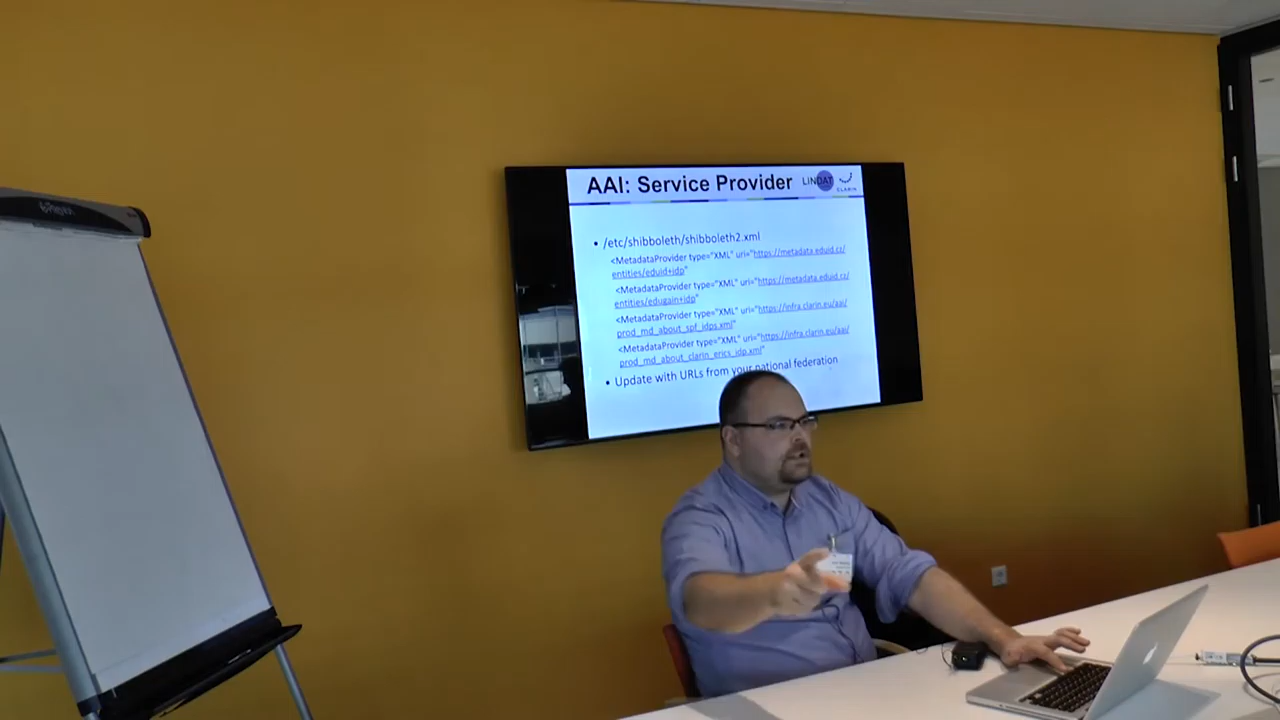 AAI: Service Provider
LINDAT
CLARIN
• /etc/shibboleth/shibboleth2.xml
<MetadataProvider type="XML" uri="https://metadata.eduid.cz/
entities/eduid+idp"
<MetadataProvider type="XML" uri="https://metadata.eduid.cz/
entities/edugain+idp"
<MetadataProvider type="XML" uri="https://infra.clarin.eu/aai/
prod_md_about_spf_idps.xml"
<MetadataProvider type="XML" uri="https://infra.clarin.eu/aai/
prod_md_about_clarin_erics_idp.xml"
• Update with URLs from your national federation